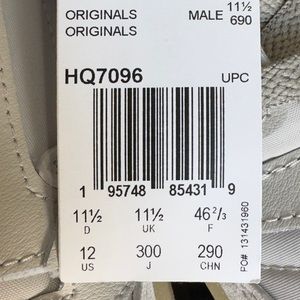 ORIGINALS MALE 11½
ORIGINALS 690
HQ7096 UPC
1 95748 85431 9
11½ 11½ 46⅔
D UK F
12 300 290
US J CHN
PO# 131431960